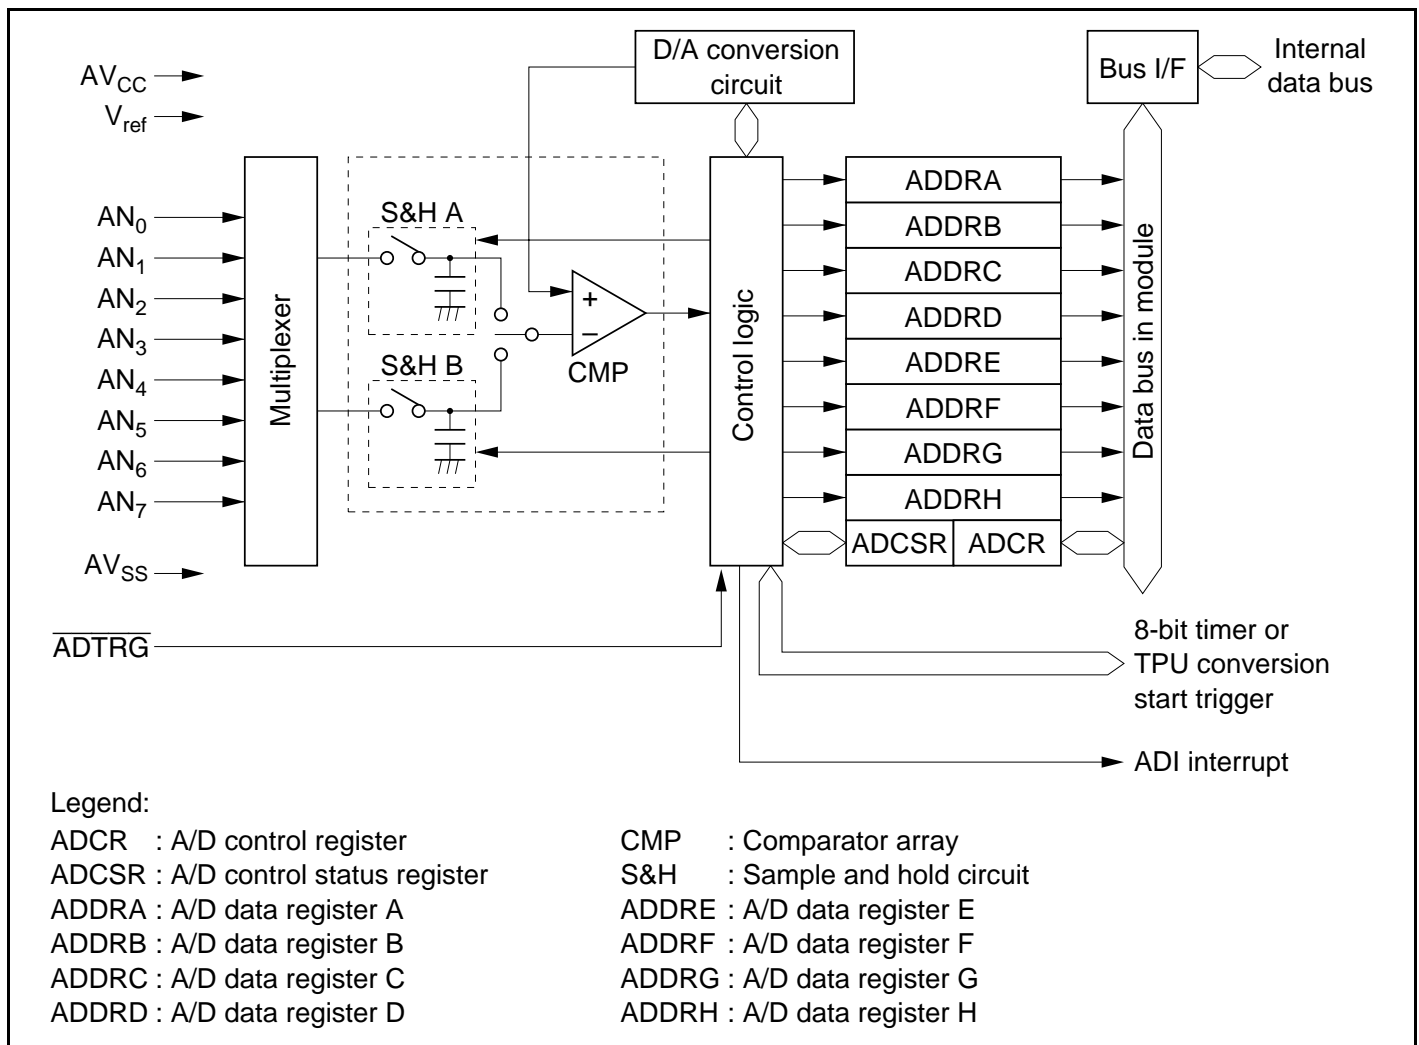 D/A conversion
circuit
Bus I/F
Internal
data bus
AVCC
Vref
AN0
AN1
AN2
AN3
AN4
AN5
AN6
AN7
AVSS
ADTRG
Multiplexer
S&H A
S&H B
+
−
CMP
Control logic
ADDRA
ADDRB
ADDRC
ADDRD
ADDRE
ADDRF
ADDRG
ADDRH
ADCSR ADCR
Data bus in module
8-bit timer or
TPU conversion
start trigger
ADI interrupt
Legend:
ADCR : A/D control register
ADCSR : A/D control status register
ADDRA : A/D data register A
ADDRB : A/D data register B
ADDRC : A/D data register C
ADDRD : A/D data register D
CMP : Comparator array
S&H : Sample and hold circuit
ADDRE : A/D data register E
ADDRF : A/D data register F
ADDRG : A/D data register G
ADDRH : A/D data register H